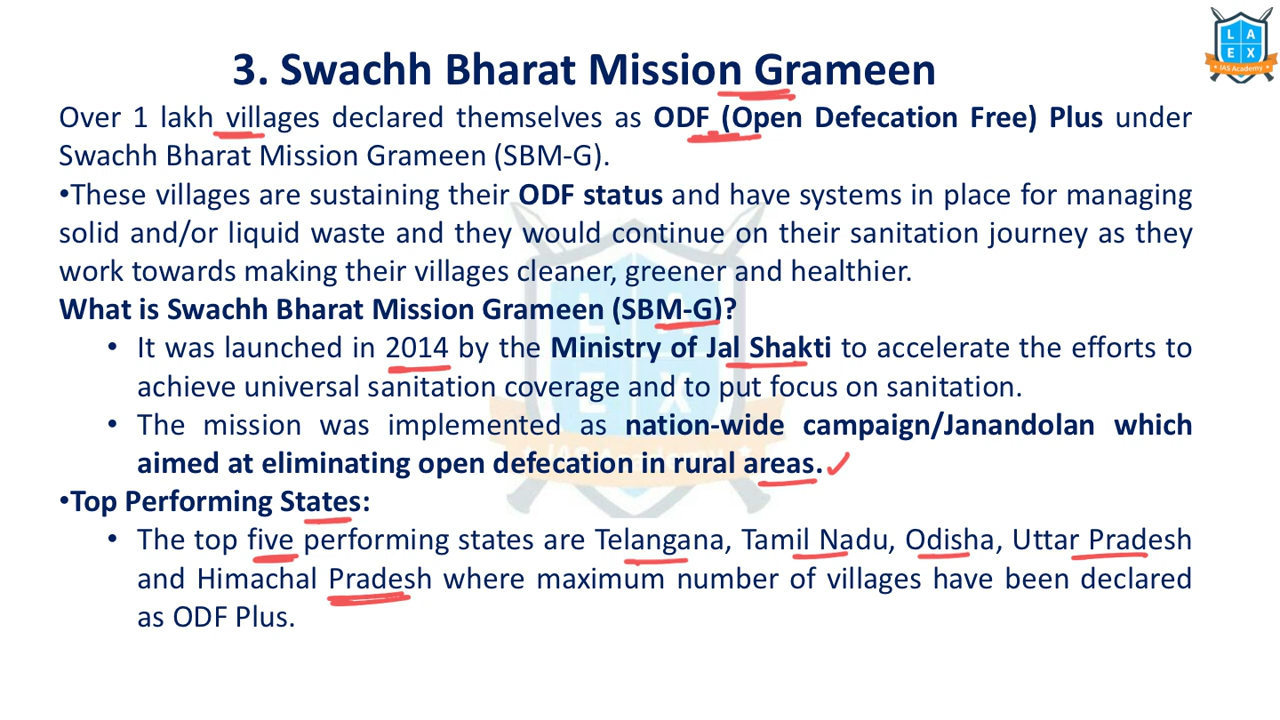 L A
E X
IAS Academy
3. Swachh Bharat Mission Grameen
Over 1 lakh villages declared themselves as ODF (Open Defecation Free) Plus under
Swachh Bharat Mission Grameen (SBM-G).
•These villages are sustaining their ODF status and have systems in place for managing
solid and/or liquid waste and they would continue on their sanitation journey as they
work towards making their villages cleaner, greener and healthier.
What is Swachh Bharat Mission Grameen (SBM-G)?
• It was launched in 2014 by the Ministry of Jal Shakti to accelerate the efforts to
achieve universal sanitation coverage and to put focus on sanitation.
• The mission was implemented as nation-wide campaign/Janandolan which
aimed at eliminating open defecation in rural areas.
•Top Performing States:
• The top five performing states are Telangana, Tamil Nadu, Odisha, Uttar Pradesh
and Himachal Pradesh where maximum number of villages have been declared
as ODF Plus.